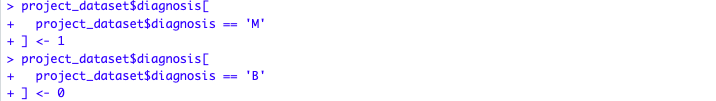 > project_dataset$diagnosis[
+   project_dataset$diagnosis == 'M'
+ ] <- 1
> project_dataset$diagnosis[
+   project_dataset$diagnosis == 'B'
+ ] <- 0